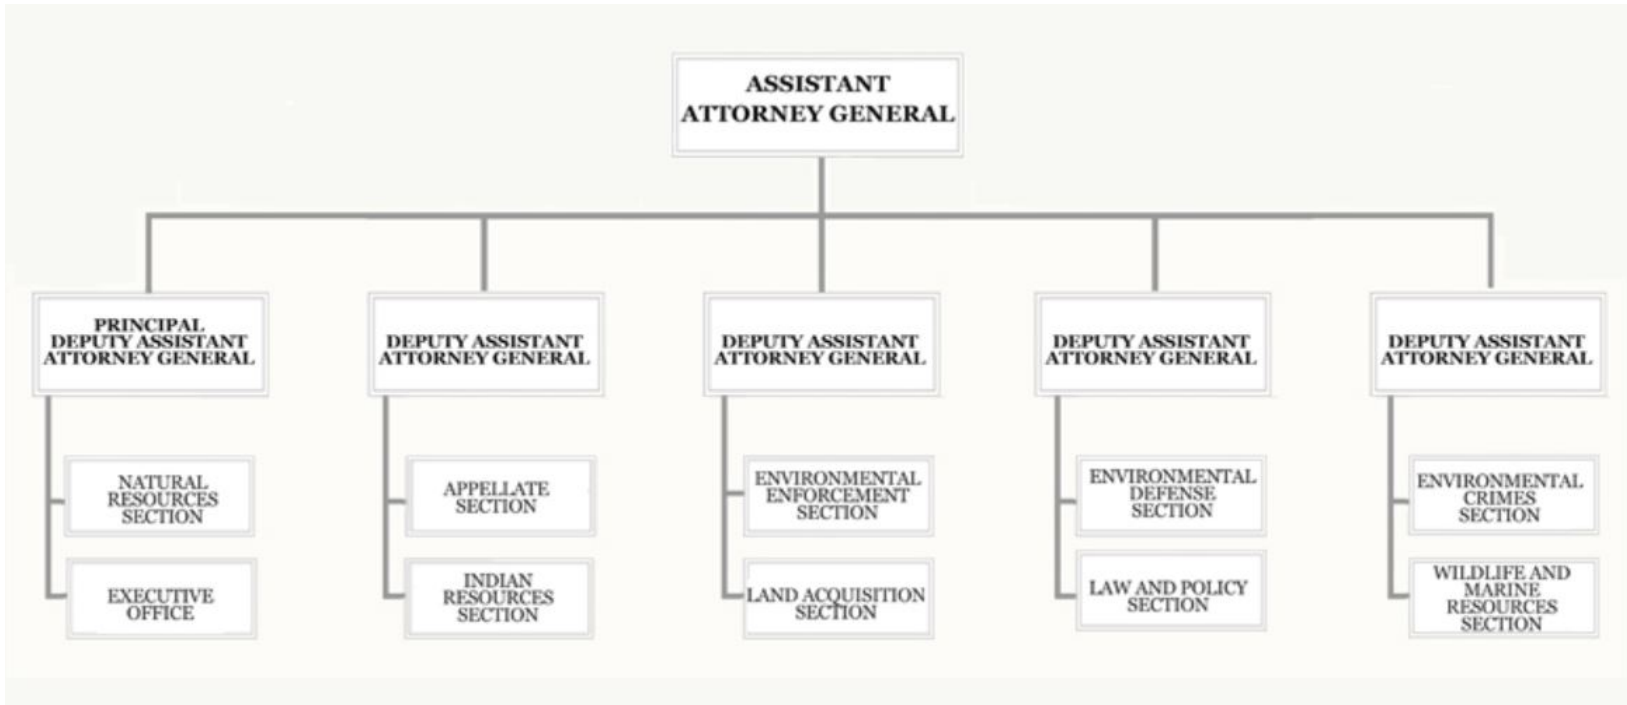 ASSISTANT
ATTORNEY GENERAL
PRINCIPAL
DEPUTY ASSISTANT
ATTORNEY GENERAL
DEPUTY ASSISTANT
ATTORNEY GENERAL
DEPUTY ASSISTANT
ATTORNEY GENERAL
DEPUTY ASSISTANT
ATTORNEY GENERAL
DEPUTY ASSISTANT
ATTORNEY GENERAL
NATURAL
RESOURCES
SECTION
APPELLATE
SECTION
ENVIRONMENTAL
ENFORCEMENT
SECTION
ENVIRONMENTAL
DEFENSE
SECTION
ENVIRONMENTAL
CRIMES
SECTION
EXECUTIVE
OFFICE
INDIAN
RESOURCES
SECTION
LAND ACQUISITION
SECTION
LAW AND POLICY
SECTION
WILDLIFE AND
MARINE
RESOURCES
SECTION